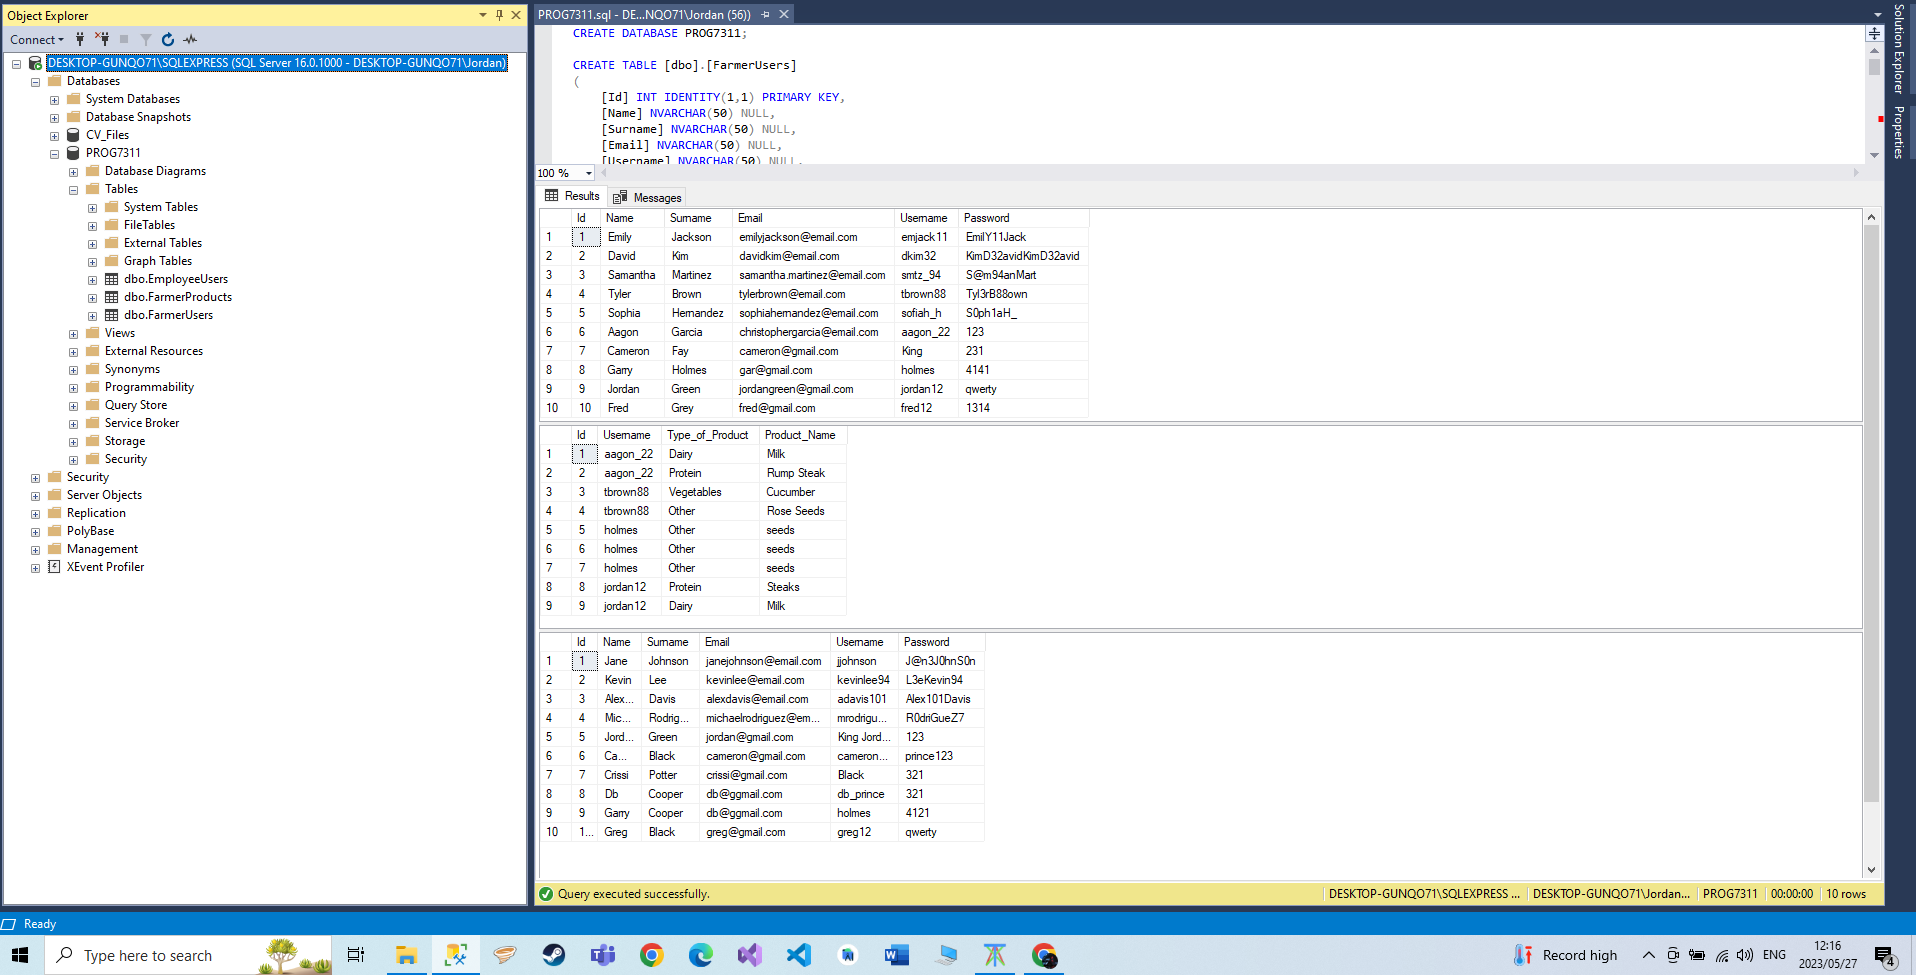 Object Explorer
Connect
DESKTOP-GUNQO71\SQLEXPRESS (SQL Server 16.0.1000 - DESKTOP-GUNQO71\Jordan)
Databases
System Databases
Database Snapshots
CV_Files
PROG7311
Database Diagrams
Tables
System Tables
FileTables
External Tables
Graph Tables
dbo.EmployeeUsers
dbo.FarmerProducts
dbo.FarmerUsers
Views
External Resources
Synonyms
Programmability
Query Store
Service Broker
Storage
Security
Security
Server Objects
Replication
PolyBase
Management
XEvent Profiler
PROG7311.sql - DE...NQO71\Jordan (56))
CREATE DATABASE PROG7311;
CREATE TABLE [dbo].[FarmerUsers]
(
[Id] INT IDENTITY(1,1) PRIMARY KEY,
[Name] NVARCHAR(50) NULL,
[Surname] NVARCHAR(50) NULL,
[Email] NVARCHAR(50) NULL,
[Username] NVARCHAR(50) NULL,
100 %
Results Messages
Id Name Surname Email Username Password
1 1 Emily Jackson emilyjackson@email.com emjack11 EmilY11Jack
2 2 David Kim davidkim@email.com dkim32 KimD32avidKimD32avid
3 3 Samantha Martinez samantha.martinez@email.com smtz_94 S@m94anMart
4 4 Tyler Brown tylerbrown@email.com tbrown88 Tyl3rB88own
5 5 Sophia Hernandez sophiahernandez@email.com sofiah_h S0ph1aH_
6 6 Aagon Garcia christophergarcia@email.com aagon_22 123
7 7 Cameron Fay cameron@gmail.com King 231
8 8 Garry Holmes gar@gmail.com holmes 4141
9 9 Jordan Green jordangreen@gmail.com jordan12 qwerty
10 10 Fred Grey fred@gmail.com fred12 1314
Id Username Type_of_Product Product_Name
1 1 aagon_22 Dairy Milk
2 2 aagon_22 Protein Rump Steak
3 3 tbrown88 Vegetables Cucumber
4 4 tbrown88 Other Rose Seeds
5 5 holmes Other seeds
6 6 holmes Other seeds
7 7 holmes Other seeds
8 8 jordan12 Protein Steaks
9 9 jordan12 Dairy Milk
Id Name Surname Email Username Password
1 1 Jane Johnson janejohnson@email.com jjohnson J@n3J0hnS0n
2 2 Kevin Lee kevinlee@email.com kevinlee94 L3eKevin94
3 3 Alex... Davis alexdavis@email.com adavis101 Alex101Davis
4 4 Mic... Rodrig... michaelrodriguez@em... mrodrigu... R0driGueZ7
5 5 Jord... Green jordan@gmail.com King Jord... 123
6 6 Ca... Black cameron@gmail.com cameron... prince123
7 7 Crissi Potter crissi@gmail.com Black 321
8 8 Db Cooper db@ggmail.com db_prince 321
9 9 Garry Cooper db@ggmail.com holmes 4121
10 1... Greg Black greg@gmail.com greg12 qwerty
Query executed successfully.
DESKTOP-GUNQO71\SQLEXPRESS ... DESKTOP-GUNQO71\Jordan... PROG7311 00:00:00 10 rows
Solution Explorer
Properties
Ready
Type here to search
Record high
ENG
12:16
2023/05/27
4